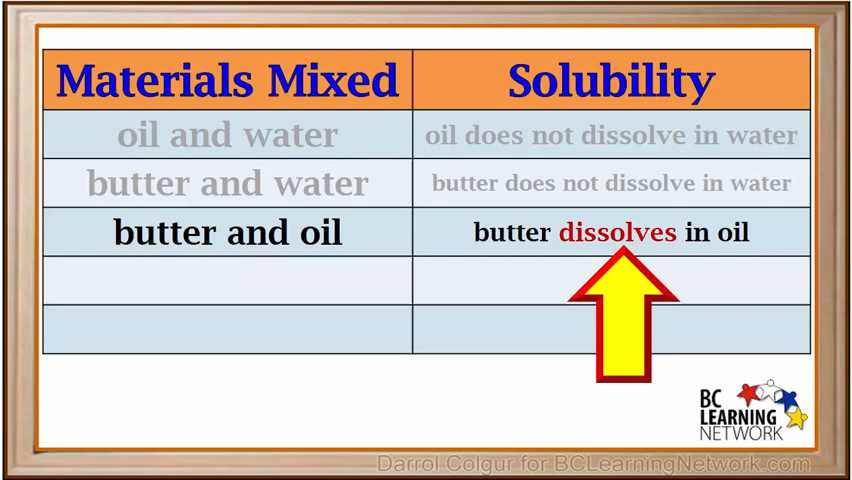 Materials Mixed
Solubility
oil and water
oil does not dissolve in water
butter and water
butter does not dissolve in water
butter and oil
butter dissolves in oil
BC
LEARNING
NETWORK
Darrol Colgur for BCLearningNetwork.com